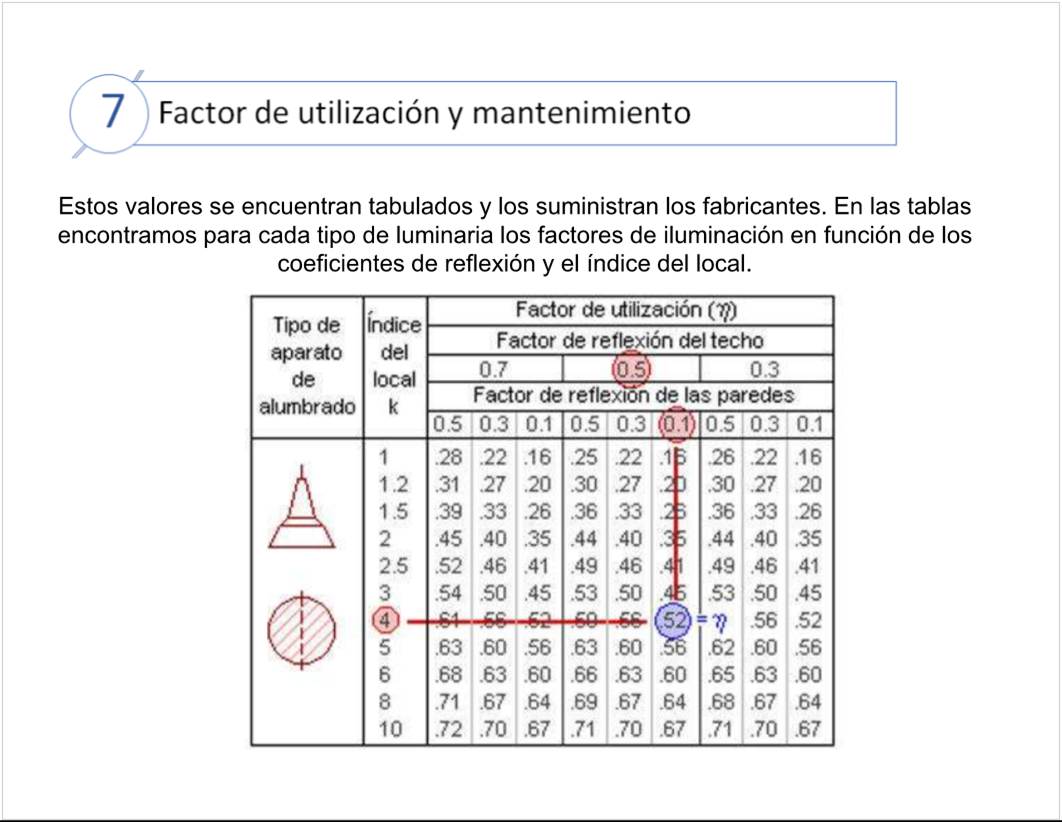 7 Factor de utilización y mantenimiento
Estos valores se encuentran tabulados y los suministran los fabricantes. En las tablas
encontramos para cada tipo de luminaria los factores de iluminación en función de los
coeficientes de reflexión y el índice del local.
Tipo de aparato de alumbrado
Índice del local k
Factor de utilización (η)
Factor de reflexión del techo
0.7 0.5 0.3
Factor de reflexión de las paredes
0.5 0.3 0.1 0.5 0.3 0.1 0.5 0.3 0.1
1 .28 .22 .16 .25 .22 .16 .26 .22 .16
1.2 .31 .27 .20 .30 .27 .20 .30 .27 .20
1.5 .39 .33 .26 .36 .33 .26 .36 .33 .26
2 .45 .40 .35 .44 .40 .35 .44 .40 .35
2.5 .52 .46 .41 .49 .46 .41 .49 .46 .41
3 .54 .50 .45 .53 .50 .45 .53 .50 .45
4 .61 .56 .52 .60 .56 .52 = η .56 .52
5 .63 .60 .56 .63 .60 .56 .62 .60 .56
6 .68 .63 .60 .66 .63 .60 .65 .63 .60
8 .71 .67 .64 .69 .67 .64 .68 .67 .64
10 .72 .70 .67 .71 .70 .67 .71 .70 .67